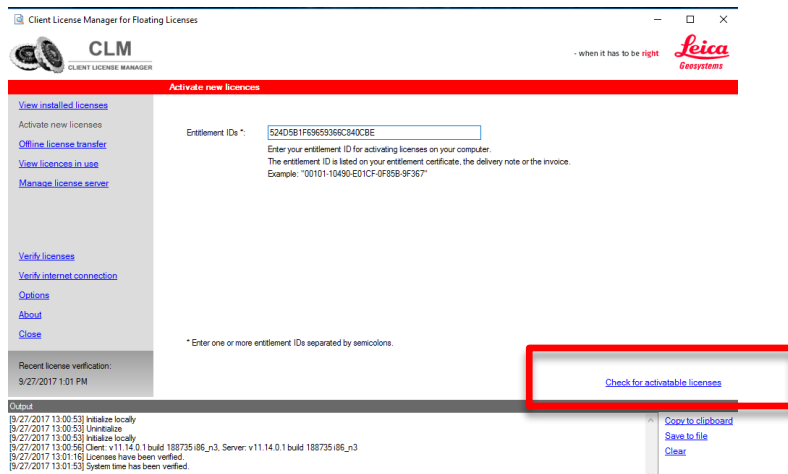 Client License Manager for Floating Licenses
CLM
CLIENT LICENSE MANAGER
- when it has to be right
Leica
Geosystems
Activate new licences
View installed licenses
Activate new licenses
Offline license transfer
View licences in use
Manage license server
Entitlement IDs *:
524D5B1F69659366C840CBE
Enter your entitlement ID for activating licenses on your computer.
The entitlement ID is listed on your entitlement certificate, the delivery note or the invoice.
Example: "00101-10490-E01CF-0F85B-9F367"
Verify licenses
Verify internet connection
Options
About
Close
* Enter one or more entitlement IDs separated by semicolons.
Recent license verification:
9/27/2017 1:01 PM
Check for activatable licenses
Output
[9/27/2017 13:00:53] Initialize locally
[9/27/2017 13:00:53] Uninitialize
[9/27/2017 13:00:53] Initialize locally
[9/27/2017 13:00:56] Client: v11.14.0.1 build 188735 i86_n3, Server: v11.14.0.1 build 188735 i86_n3
[9/27/2017 13:01:16] Licenses have been verified.
[9/27/2017 13:01:53] System time has been verified.
Copy to clipboard
Save to file
Clear